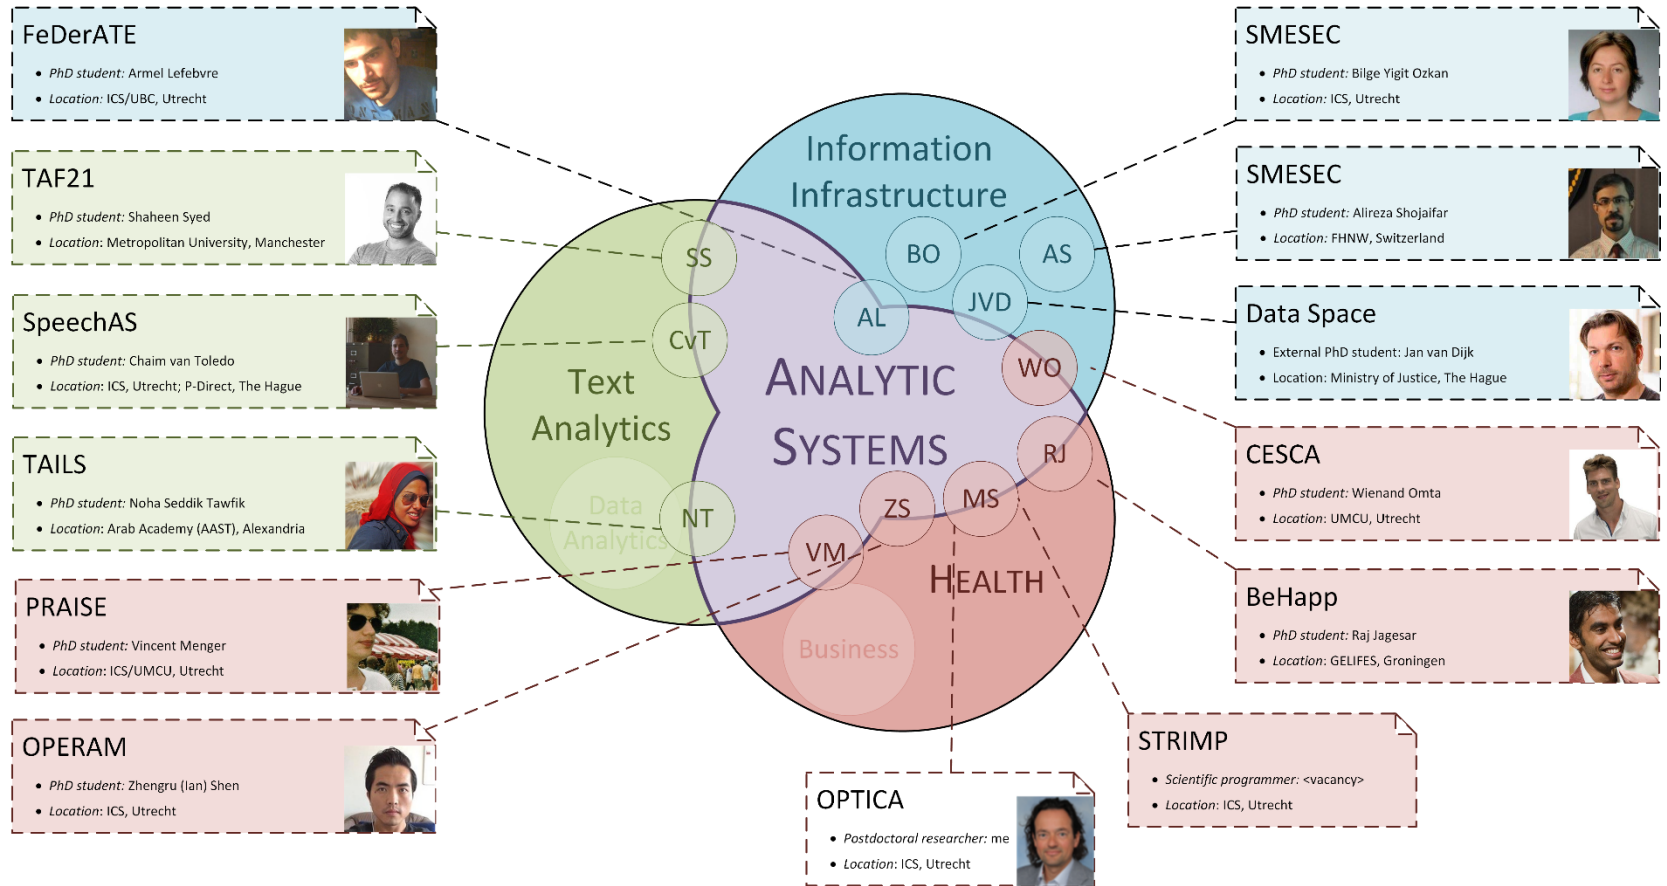 FeDerATE
• PhD student: Armel Lefebvre
• Location: ICS/UBC, Utrecht
TAF21
• PhD student: Shaheen Syed
• Location: Metropolitan University, Manchester
SpeechAS
• PhD student: Chaim van Toledo
• Location: ICS, Utrecht; P-Direct, The Hague
TAILS
• PhD student: Noha Seddik Tawfik
• Location: Arab Academy (AAST), Alexandria
PRAISE
• PhD student: Vincent Menger
• Location: ICS/UMCU, Utrecht
OPERAM
• PhD student: Zhengru (Ian) Shen
• Location: ICS, Utrecht
Information
Infrastructure
BO
AS
SS
JVD
AL
CvT
WO
Text
Analytics
ANALYTIC
SYSTEMS
RJ
MS
ZS
NT
VM
Data
Analytics
HEALTH
Business
SMESEC
• PhD student: Bilge Yigit Ozkan
• Location: ICS, Utrecht
SMESEC
• PhD student: Alireza Shojaifar
• Location: FHNW, Switzerland
Data Space
• External PhD student: Jan van Dijk
• Location: Ministry of Justice, The Hague
CESCA
• PhD student: Wienand Omta
• Location: UMCU, Utrecht
BeHapp
• PhD student: Raj Jagesar
• Location: GELIFES, Groningen
STRIMP
• Scientific programmer: <vacancy>
• Location: ICS, Utrecht
OPTICA
• Postdoctoral researcher: me
• Location: ICS, Utrecht